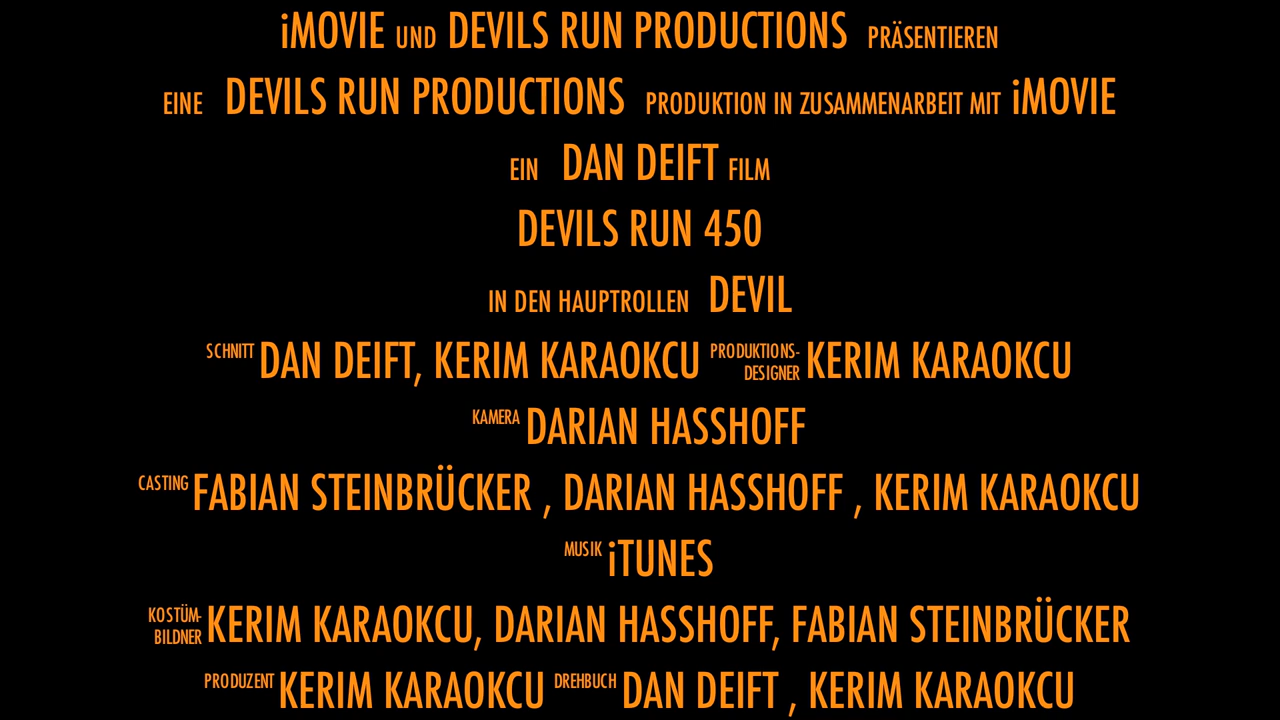 iMOVIE UND DEVILS RUN PRODUCTIONS PRÄSENTIEREN
EINE DEVILS RUN PRODUCTIONS PRODUKTION IN ZUSAMMENARBEIT MIT iMOVIE
EIN DAN DEIFT FILM
DEVILS RUN 450
IN DEN HAUPTROLLEN DEVIL
SCHNITT DAN DEIFT, KERIM KARAOKCU PRODUKTIONS-DESIGNER KERIM KARAOKCU
KAMERA DARIAN HASSHOFF
CASTING FABIAN STEINBRÜCKER , DARIAN HASSHOFF , KERIM KARAOKCU
MUSIK iTUNES
KOSTÜM-BILDNER KERIM KARAOKCU, DARIAN HASSHOFF, FABIAN STEINBRÜCKER
PRODUZENT KERIM KARAOKCU DREHBUCH DAN DEIFT , KERIM KARAOKCU